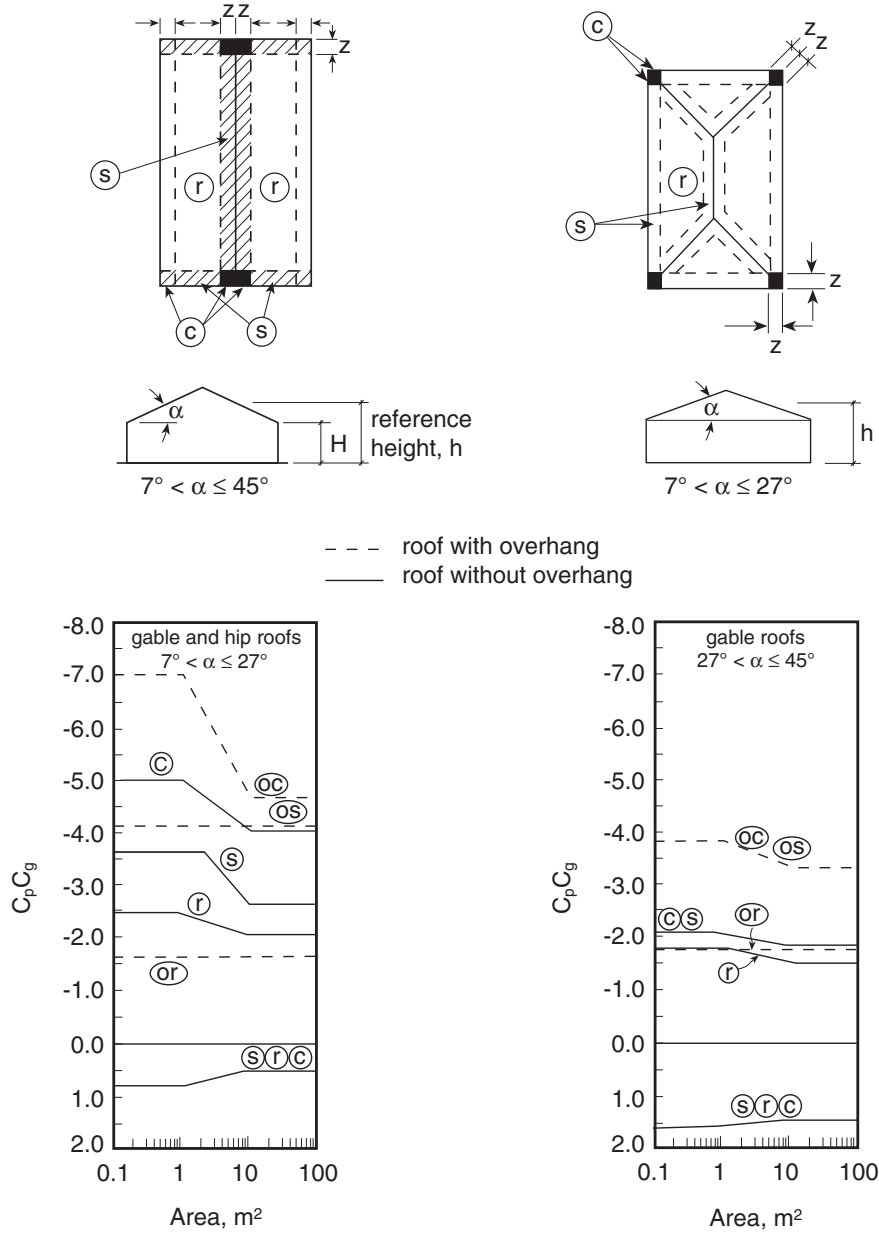 z z
z
s
r
r
c
s
c
z
z
r
s
z
z
α
H
reference
height, h
7° < α ≤ 45°
α
h
7° < α ≤ 27°
roof with overhang
roof without overhang
gable and hip roofs
7° < α ≤ 27°
CpCg
-8.0
-7.0
-6.0
-5.0
-4.0
-3.0
-2.0
-1.0
0.0
1.0
2.0
c
oc
os
s
r
or
s r c
0.1
1
10
100
Area, m²
gable roofs
27° < α ≤ 45°
CpCg
-8.0
-7.0
-6.0
-5.0
-4.0
-3.0
-2.0
-1.0
0.0
1.0
2.0
oc
os
c s
or
r
s r c
0.1
1
10
100
Area, m²